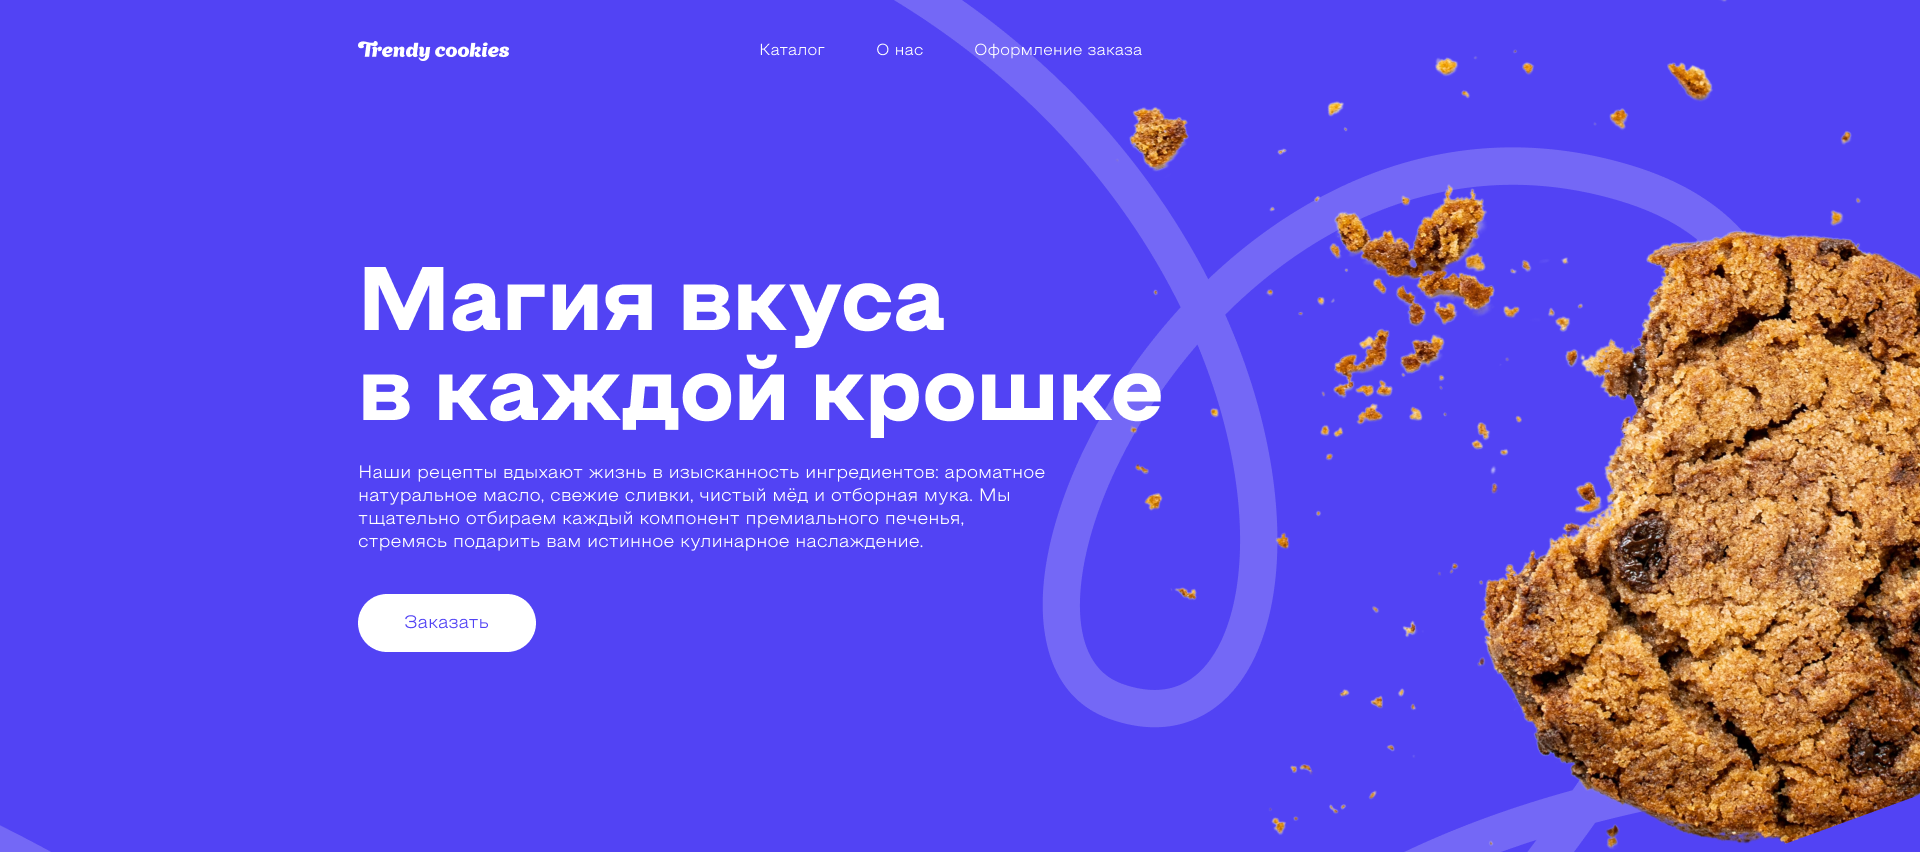 Trendy cookies
Каталог
О нас
Оформление заказа
Магия вкуса
в каждой крошке
Наши рецепты вдыхают жизнь в изысканность ингредиентов: ароматное
натуральное масло, свежие сливки, чистый мёд и отборная мука. Мы
тщательно отбираем каждый компонент премиального печенья,
стремясь подарить вам истинное кулинарное наслаждение.
Заказать